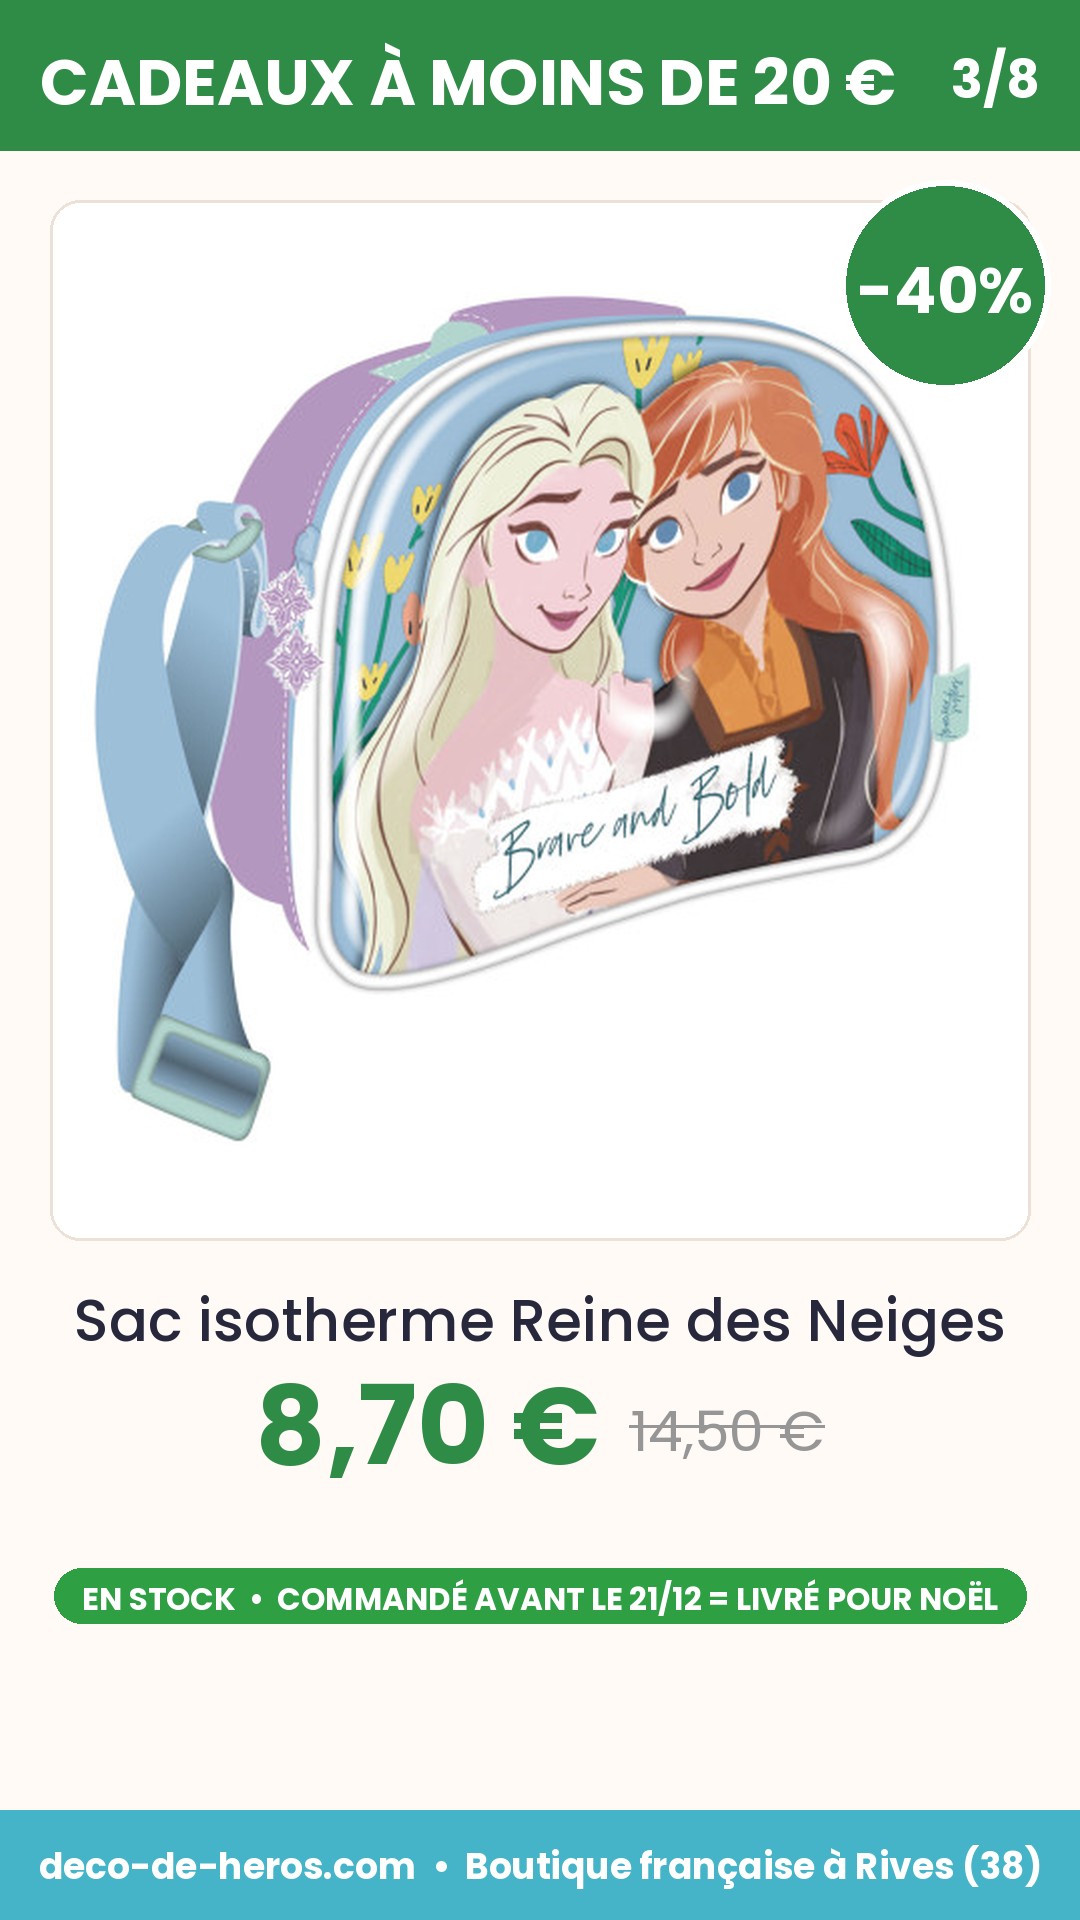 CADEAUX À MOINS DE 20 € 3/8
-40%
Brave and Bold
Sac isotherme Reine des Neiges
8,70 € 14,50 €
EN STOCK • COMMANDÉ AVANT LE 21/12 = LIVRÉ POUR NOËL
deco-de-heros.com • Boutique française à Rives (38)